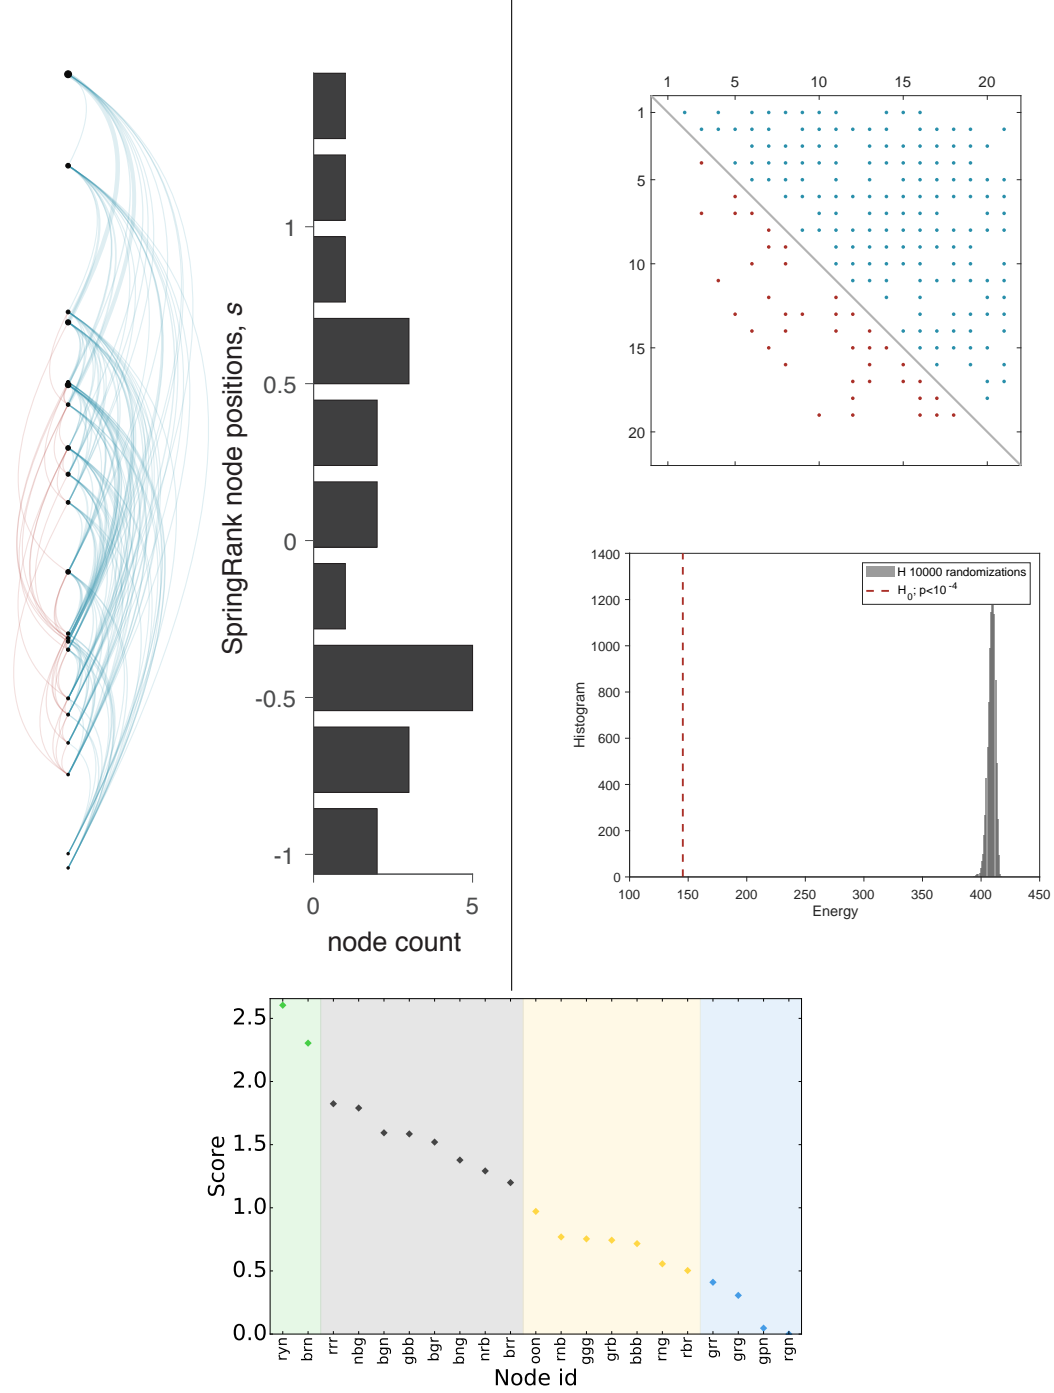 SpringRank node positions, s
1
0.5
0
-0.5
-1
0
5
node count
1
5
10
15
20
1
5
10
15
20
1400
1200
1000
800
600
400
200
0
Histogram
H 10000 randomizations
H0; p<10-4
100
150
200
250
300
350
400
450
Energy
2.5
2.0
1.5
1.0
0.5
0.0
Score
ryn
brn
rrr
nbg
bgn
gbb
bgr
bng
nrb
brr
oon
rnb
ggg
grb
bbb
rng
rbr
grr
grg
gpn
rgn
Node id